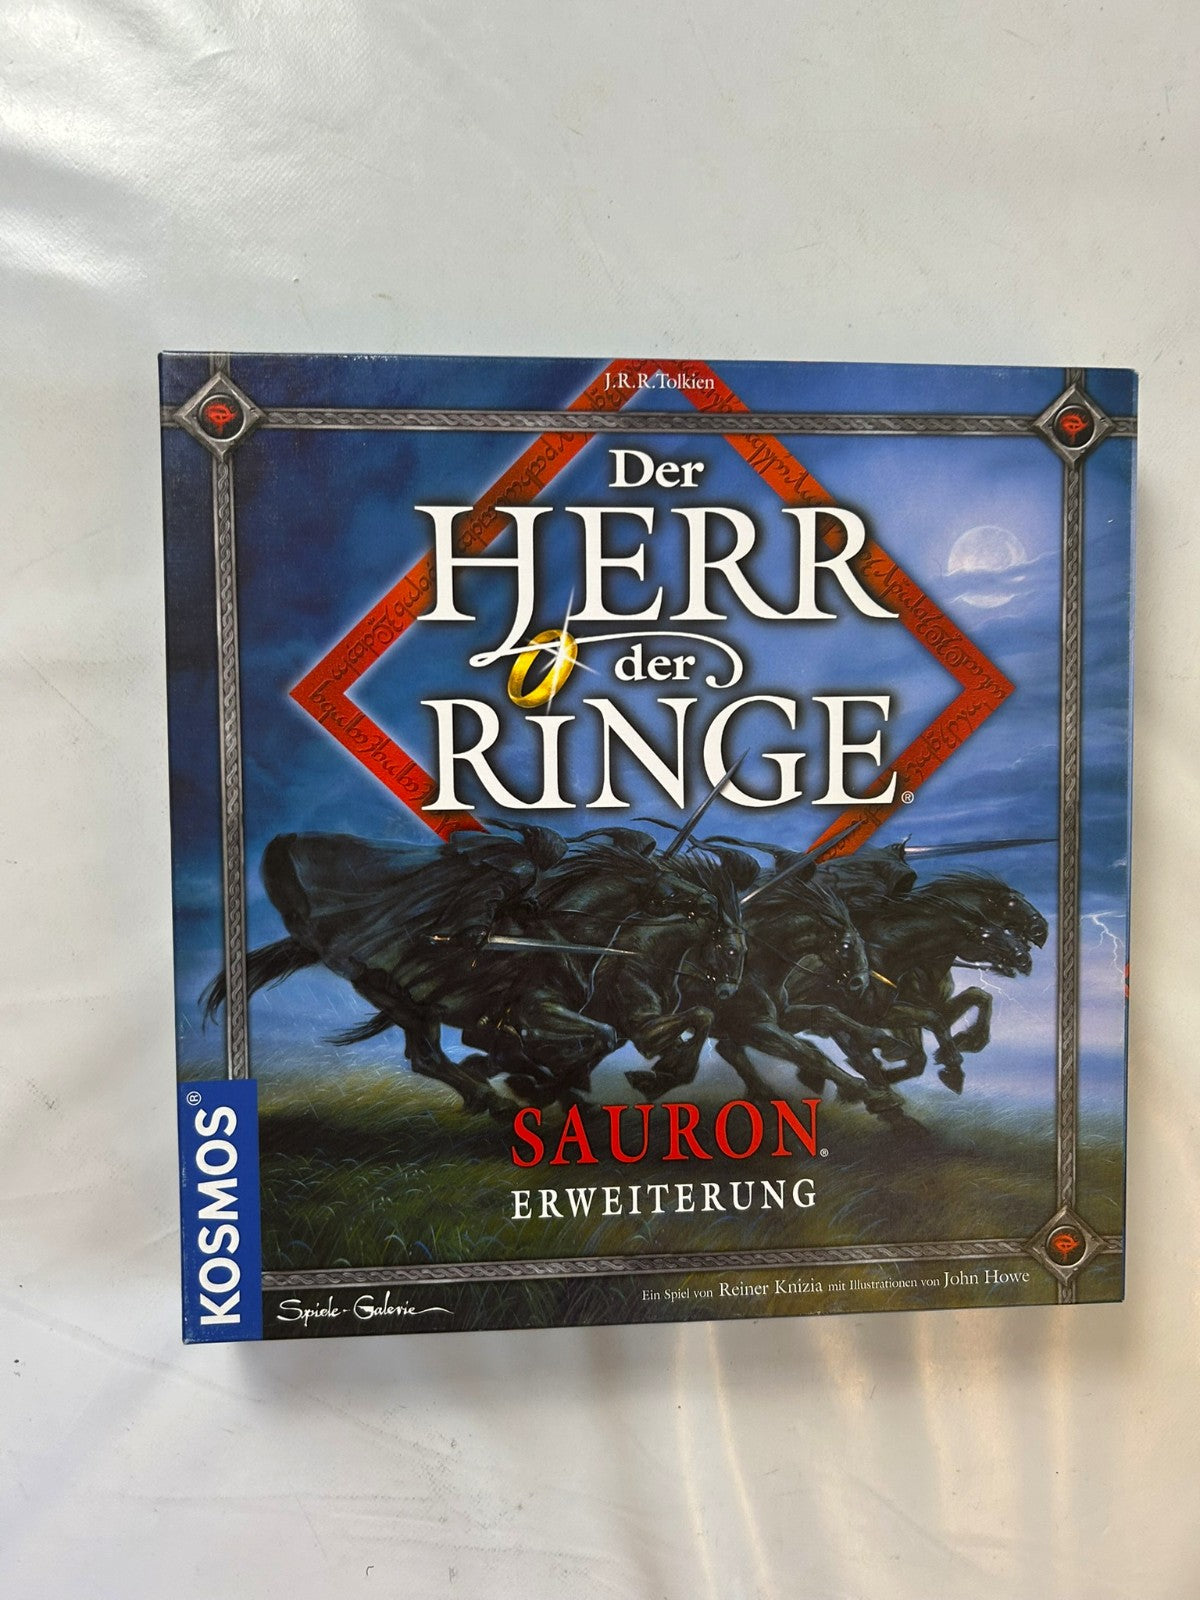 J.R.R.Tolkien
Der
HERR
der
RINGE®
SAURON®
ERWEITERUNG
KOSMOS®
Spiele-Galerie
Ein Spiel von Reiner Knizia mit Illustrationen von John Howe